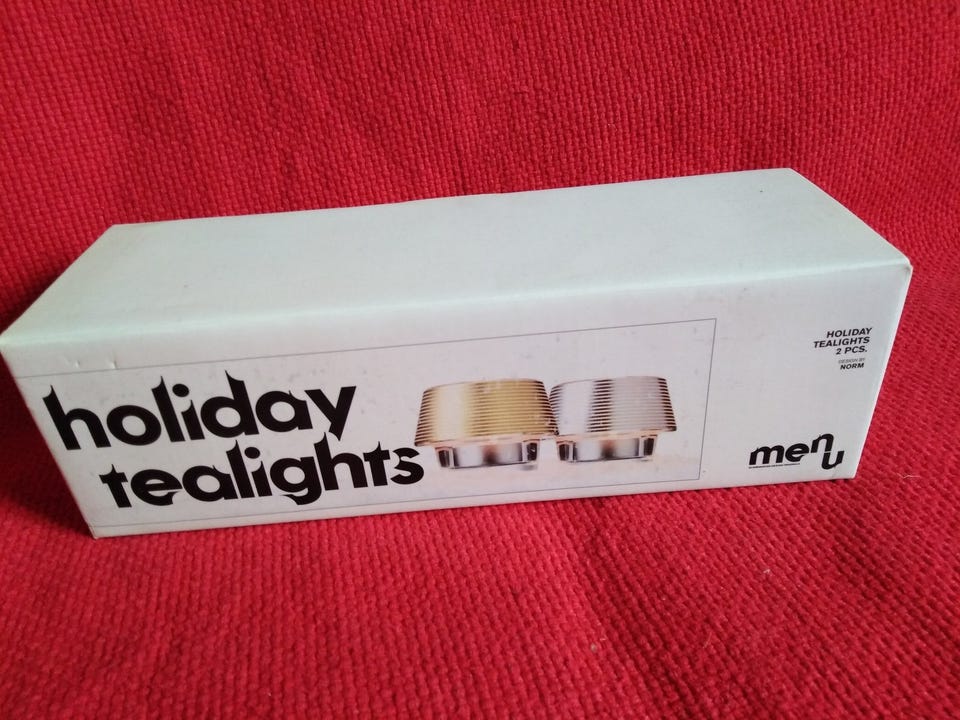 holiday
tealights
HOLIDAY
TEALIGHTS
2 PCS.
DESIGN BY
NORM
menu